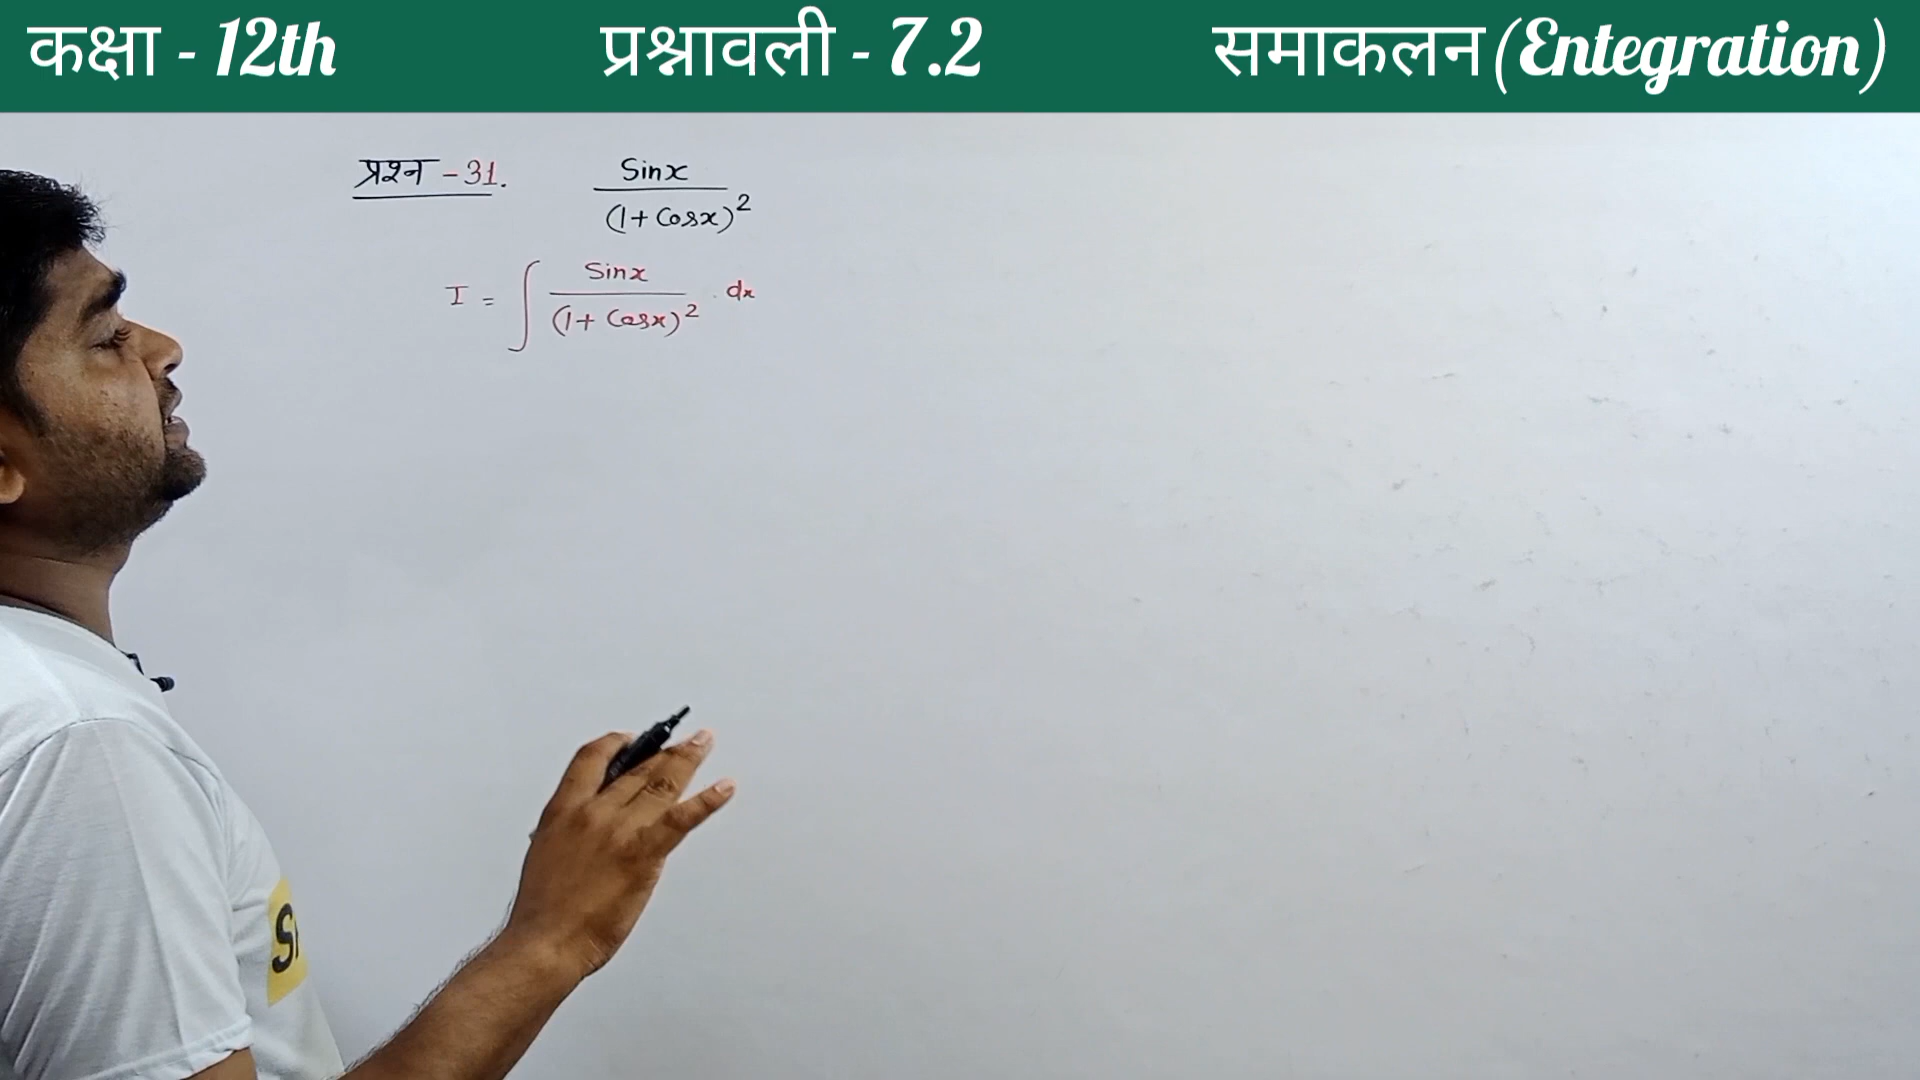 कक्षा - 12th प्रश्नावली - 7.2 समाकलन (Entegration)
प्रश्न - 31. Sinx
(1 + Cosx)2
I = ∫ Sinx
(1 + Cosx)2 . dx